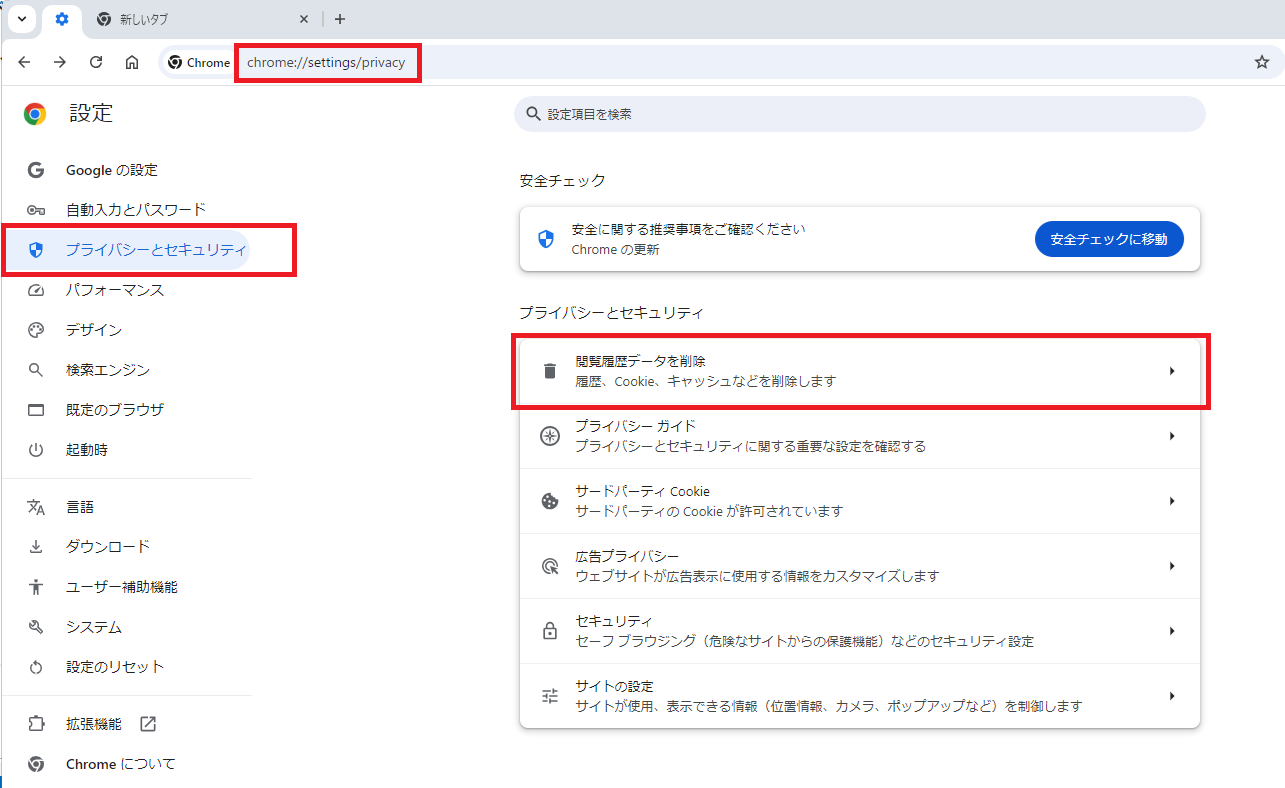 新しいタブ
Chrome
chrome://settings/privacy
設定
設定項目を検索
Google の設定
自動入力とパスワード
プライバシーとセキュリティ
パフォーマンス
デザイン
検索エンジン
既定のブラウザ
起動時
言語
ダウンロード
ユーザー補助機能
システム
設定のリセット
拡張機能
Chrome について
安全チェック
安全に関する推奨事項をご確認ください
Chrome の更新
安全チェックに移動
プライバシーとセキュリティ
閲覧履歴データを削除
履歴、Cookie、キャッシュなどを削除します
プライバシー ガイド
プライバシーとセキュリティに関する重要な設定を確認する
サードパーティ Cookie
サードパーティの Cookie が許可されています
広告プライバシー
ウェブサイトが広告表示に使用する情報をカスタマイズします
セキュリティ
セーフ ブラウジング（危険なサイトからの保護機能）などのセキュリティ設定
サイトの設定
サイトが使用、表示できる情報（位置情報、カメラ、ポップアップなど）を制御します